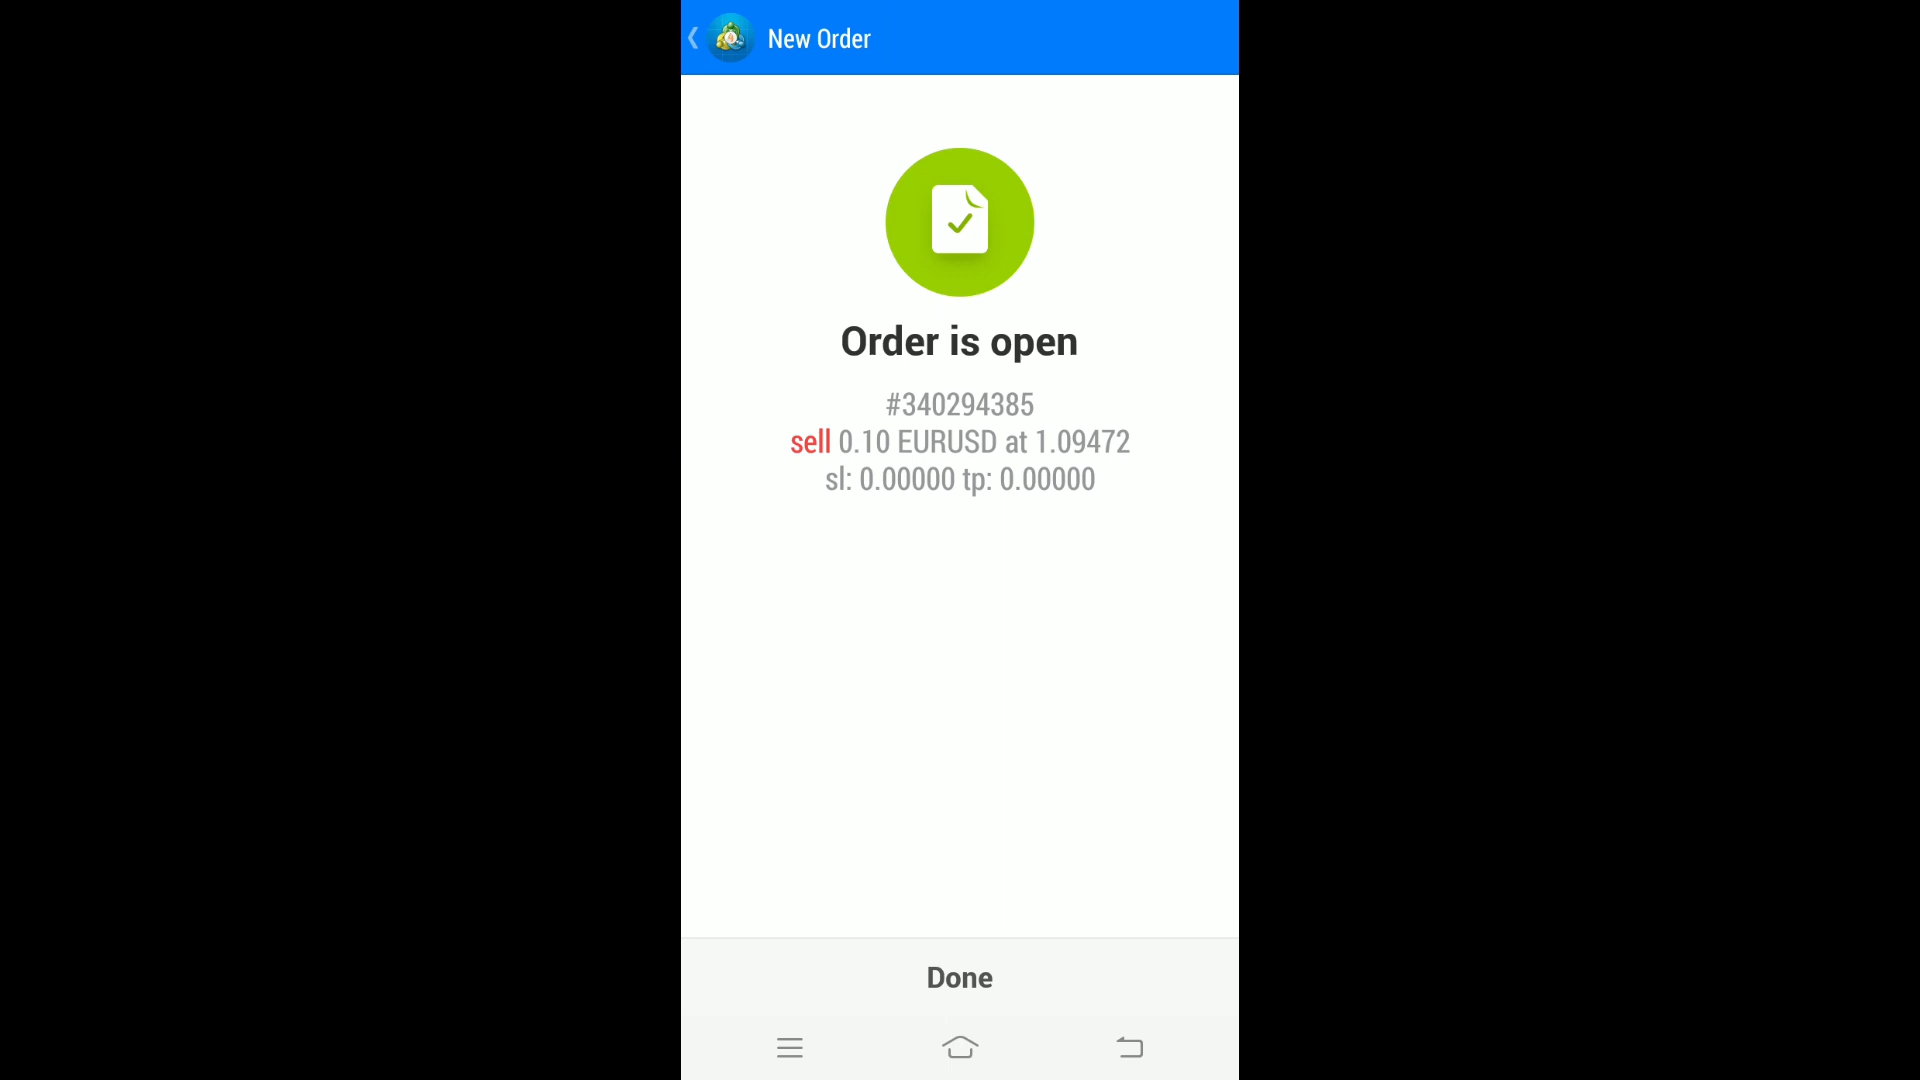 New Order
Order is open
#340294385
sell 0.10 EURUSD at 1.09472
sl: 0.00000 tp: 0.00000
Done